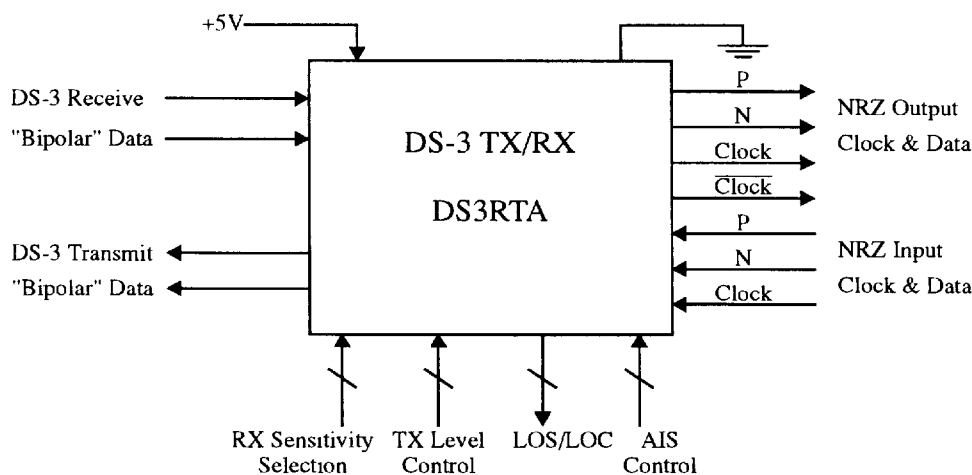 +5V
DS-3 Receive
"Bipolar" Data
DS-3 Transmit
"Bipolar" Data
DS-3 TX/RX
DS3RTA
P
N
Clock
Clock
P
N
Clock
NRZ Output
Clock & Data
NRZ Input
Clock & Data
RX Sensitivity
Selection
TX Level
Control
LOS/LOC
AIS
Control